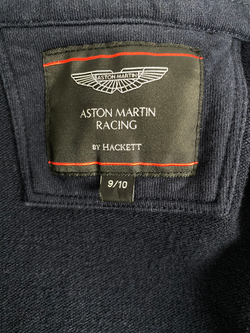 ASTON MARTIN
ASTON MARTIN
RACING
BY HACKETT
9/10